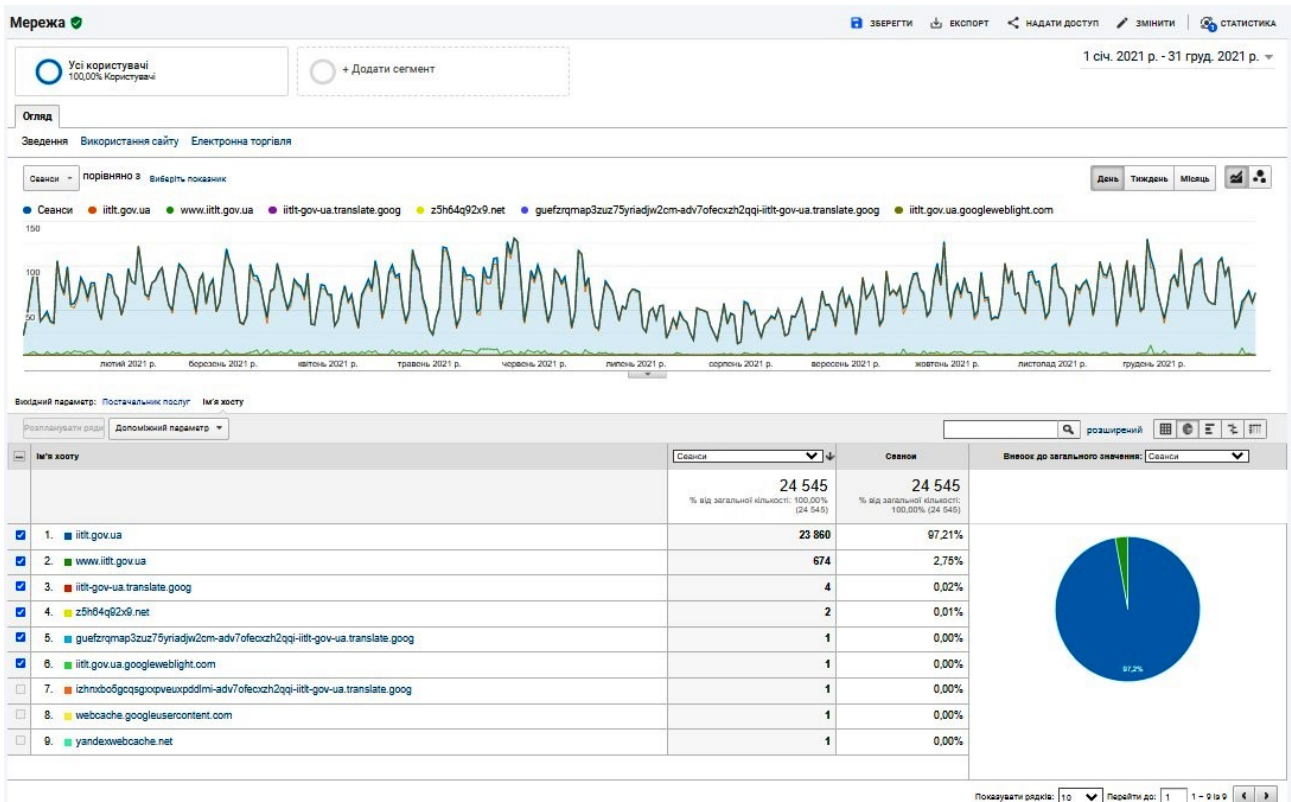 Мережа
ЗБЕРЕГТИ ЕКСПОРТ НАДАТИ ДОСТУП ЗМІНИТИ СТАТИСТИКА
1 січ. 2021 р. - 31 груд. 2021 р.
Усі користувачі
100,00% Користувачі
+ Додати сегмент
Огляд
Зведення Використання сайту Електронна торгівля
Сеанси порівняно з Виберіть показник
День Тиждень Місяць
Сеанси iitlt.gov.ua www.iitlt.gov.ua iitlt-gov-ua.translate.goog z5h64q92x9.net guefzrqmap3zuz75yriadjw2cm-adv7ofecxzh2qqi-iitlt-gov-ua.translate.goog iitlt.gov.ua.googleweblight.com
150
100
50
лютий 2021 р. березень 2021 р. квітень 2021 р. травень 2021 р. червень 2021 р. липень 2021 р. серпень 2021 р. вересень 2021 р. жовтень 2021 р. листопад 2021 р. грудень 2021 р.
Вихідний параметр: Постачальник послуг Ім'я хосту
Розпланувати ряди Допоміжний параметр розширений
Ім'я хосту Сеанси Сеанси Внесок до загального значення: Сеанси
24 545 24 545
% від загальної кількості: 100,00% (24 545) % від загальної кількості: 100,00% (24 545)
1. iitlt.gov.ua 23 860 97,21%
2. www.iitlt.gov.ua 674 2,75%
3. iitlt-gov-ua.translate.goog 4 0,02%
4. z5h64q92x9.net 2 0,01%
5. guefzrqmap3zuz75yriadjw2cm-adv7ofecxzh2qqi-iitlt-gov-ua.translate.goog 1 0,00%
6. iitlt.gov.ua.googleweblight.com 1 0,00%
7. izhnxbo5gcqsgxxpveuxpddlmi-adv7ofecxzh2qqi-iitlt-gov-ua.translate.goog 1 0,00%
8. webcache.googleusercontent.com 1 0,00%
9. yandexwebcache.net 1 0,00%
97,2%
Показувати рядків: 10 Перейти до: 1 1 – 9 із 9